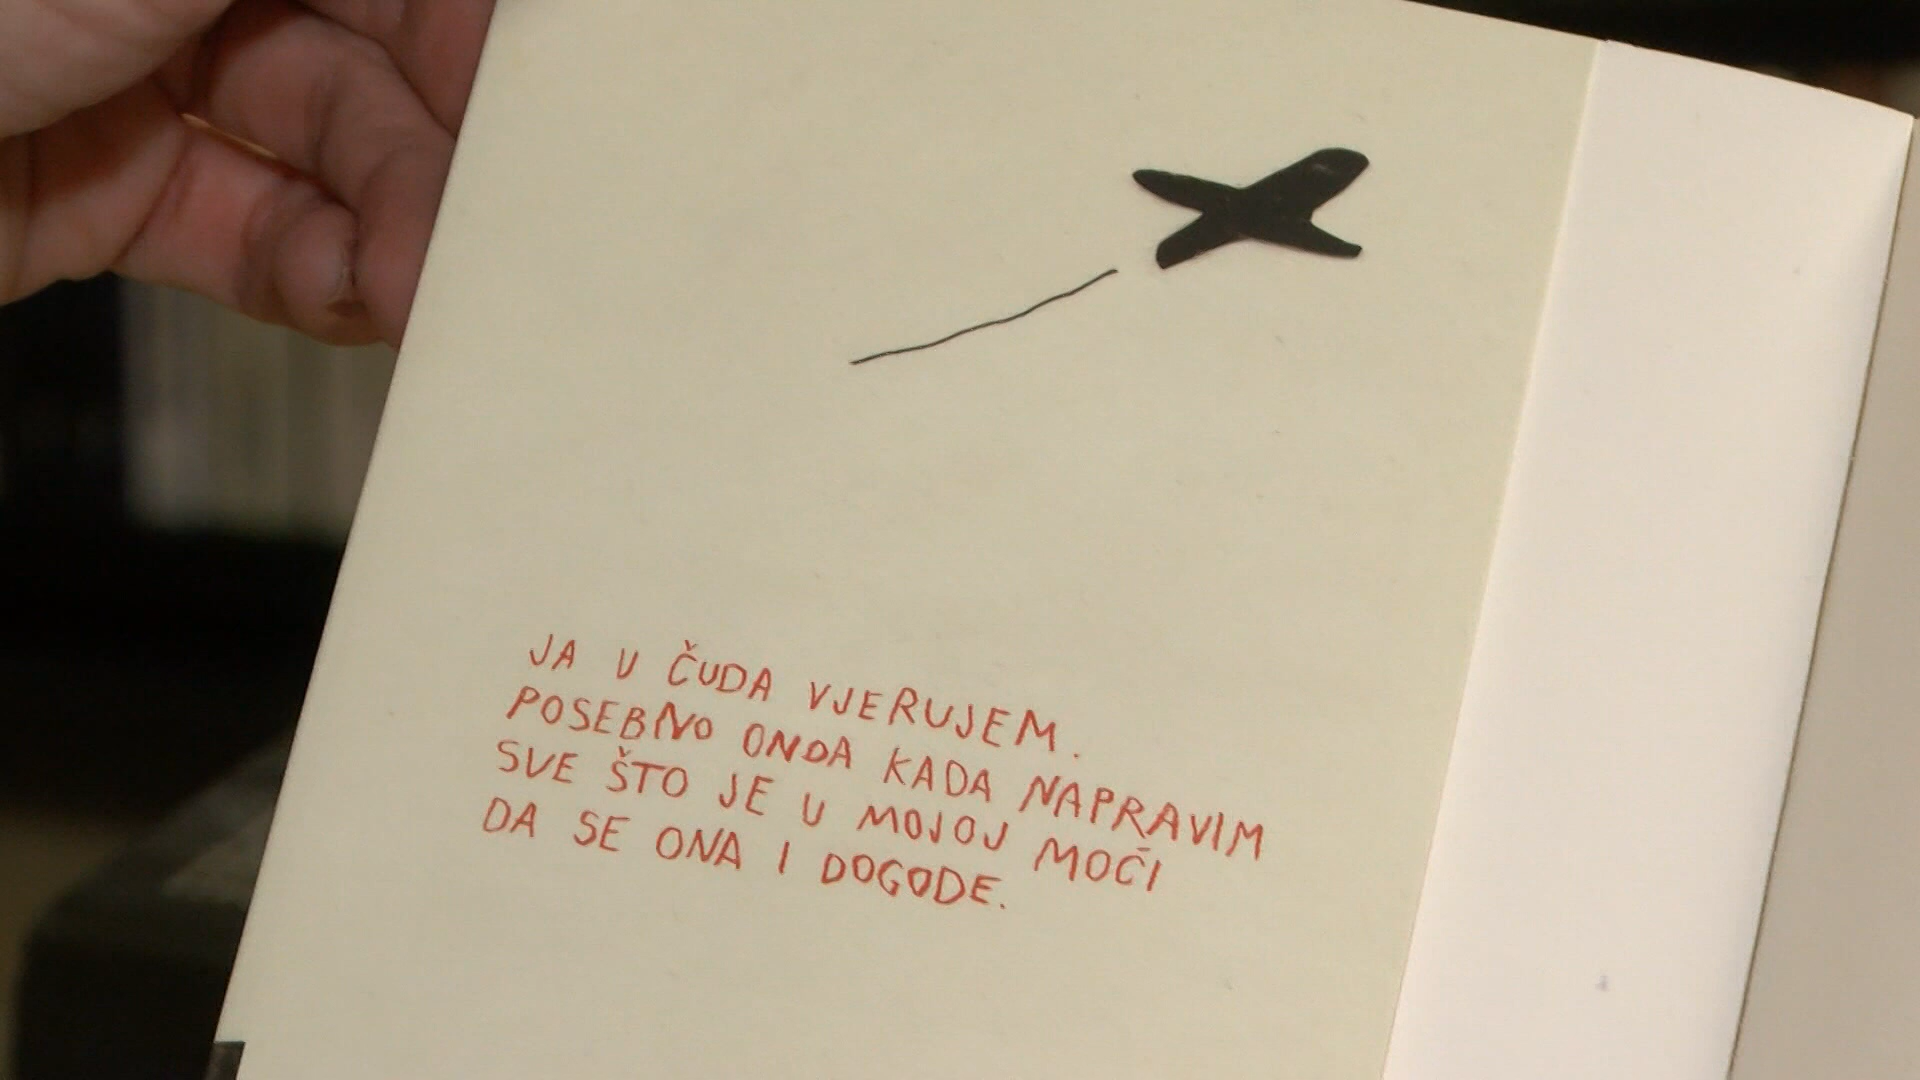 JA U ČUDA VJERUJEM.
POSEBNO ONDA KADA NAPRAVIM
SVE ŠTO JE U MOJOJ MOĆI
DA SE ONA I DOGODE.